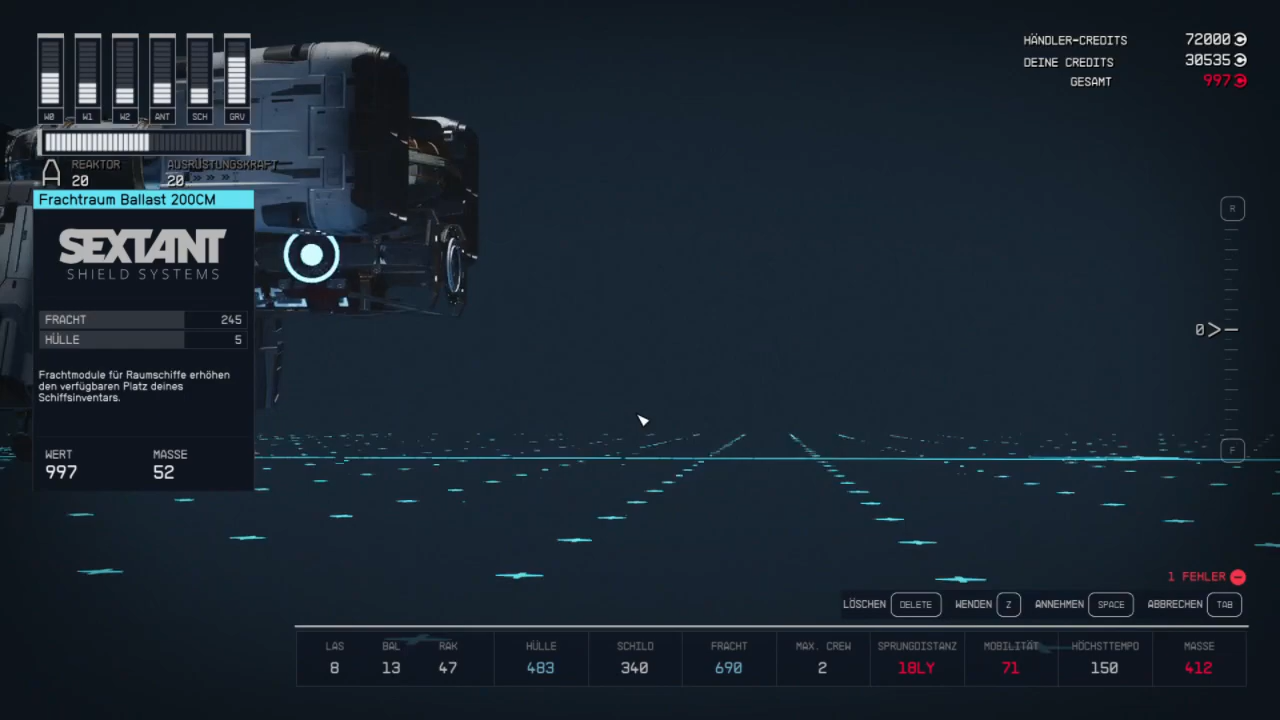 HÄNDLER-CREDITS 72000
DEINE CREDITS 30535
GESAMT 997
W0 W1 W2 ANT SCH GRV
REAKTOR AUSRÜSTUNGSKRAFT
20 20
Frachtraum Ballast 200CM
SEXTANT
SHIELD SYSTEMS
FRACHT 245
HÜLLE 5
Frachtmodule für Raumschiffe erhöhen
den verfügbaren Platz deines
Schiffsinventars.
WERT MASSE
997 52
R
0
F
1 FEHLER
LÖSCHEN DELETE WENDEN Z ANNEHMEN SPACE ABBRECHEN TAB
LAS BAL RAK HÜLLE SCHILD FRACHT MAX. CREW SPRUNGDISTANZ MOBILITÄT HÖCHSTTEMPO MASSE
8 13 47 483 340 690 2 18LY 71 150 412